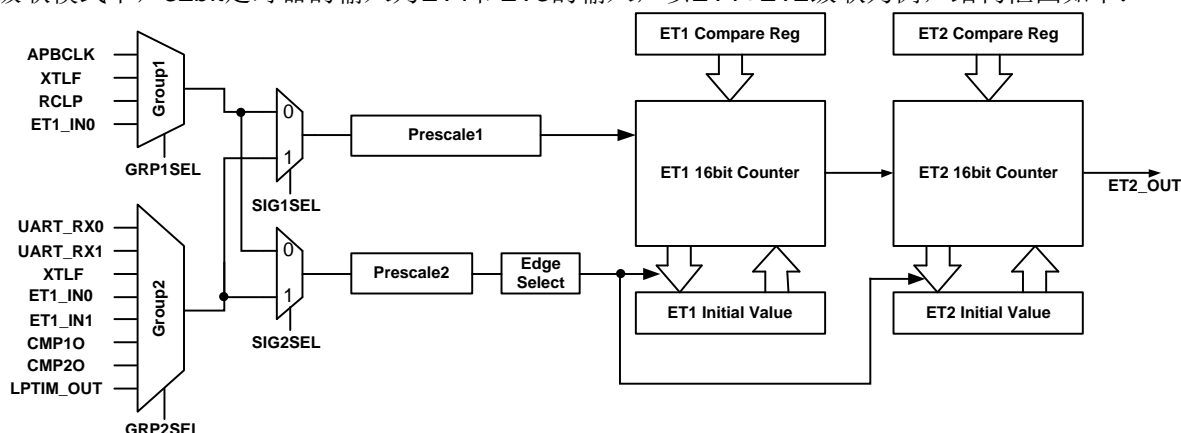 APBCLK
XTLF
RCLP
ET1_IN0
Group1
GRP1SEL
0
1
SIG1SEL
Prescale1
ET1 Compare Reg
ET1 16bit Counter
ET2 Compare Reg
ET2 16bit Counter
ET2_OUT
UART_RX0
UART_RX1
XTLF
ET1_IN0
ET1_IN1
CMP1O
CMP2O
LPTIM_OUT
Group2
GRP2SEL
0
1
SIG2SEL
Prescale2
Edge
Select
ET1 Initial Value
ET2 Initial Value